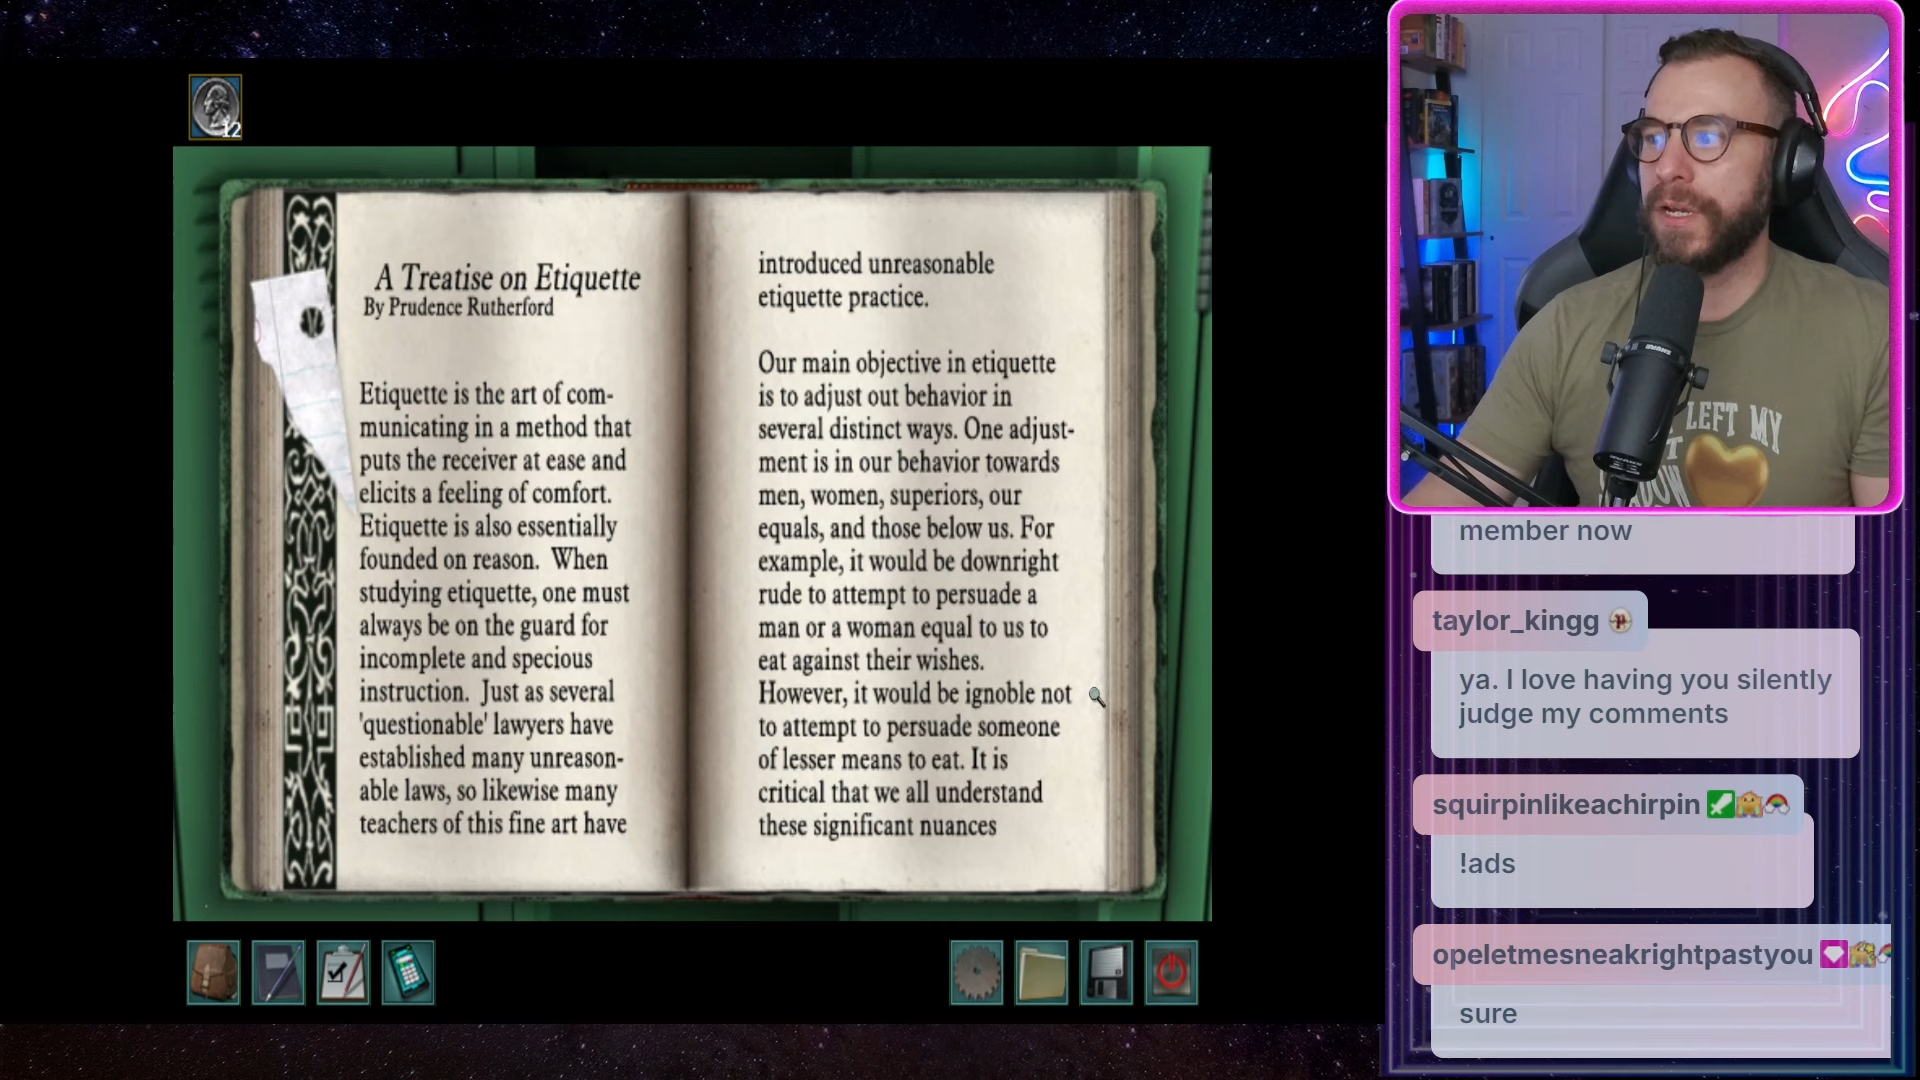 12
A Treatise on Etiquette
By Prudence Rutherford
Etiquette is the art of com-
municating in a method that
puts the receiver at ease and
elicits a feeling of comfort.
Etiquette is also essentially
founded on reason. When
studying etiquette, one must
always be on the guard for
incomplete and specious
instruction. Just as several
'questionable' lawyers have
established many unreason-
able laws, so likewise many
teachers of this fine art have
introduced unreasonable
etiquette practice.
Our main objective in etiquette
is to adjust out behavior in
several distinct ways. One adjust-
ment is in our behavior towards
men, women, superiors, our
equals, and those below us. For
example, it would be downright
rude to attempt to persuade a
man or a woman equal to us to
eat against their wishes.
However, it would be ignoble not
to attempt to persuade someone
of lesser means to eat. It is
critical that we all understand
these significant nuances
LEFT MY
member now
taylor_kingg
ya. I love having you silently
judge my comments
squirpinlikeachirpin
!ads
opeletmesneakrightpastyou
sure